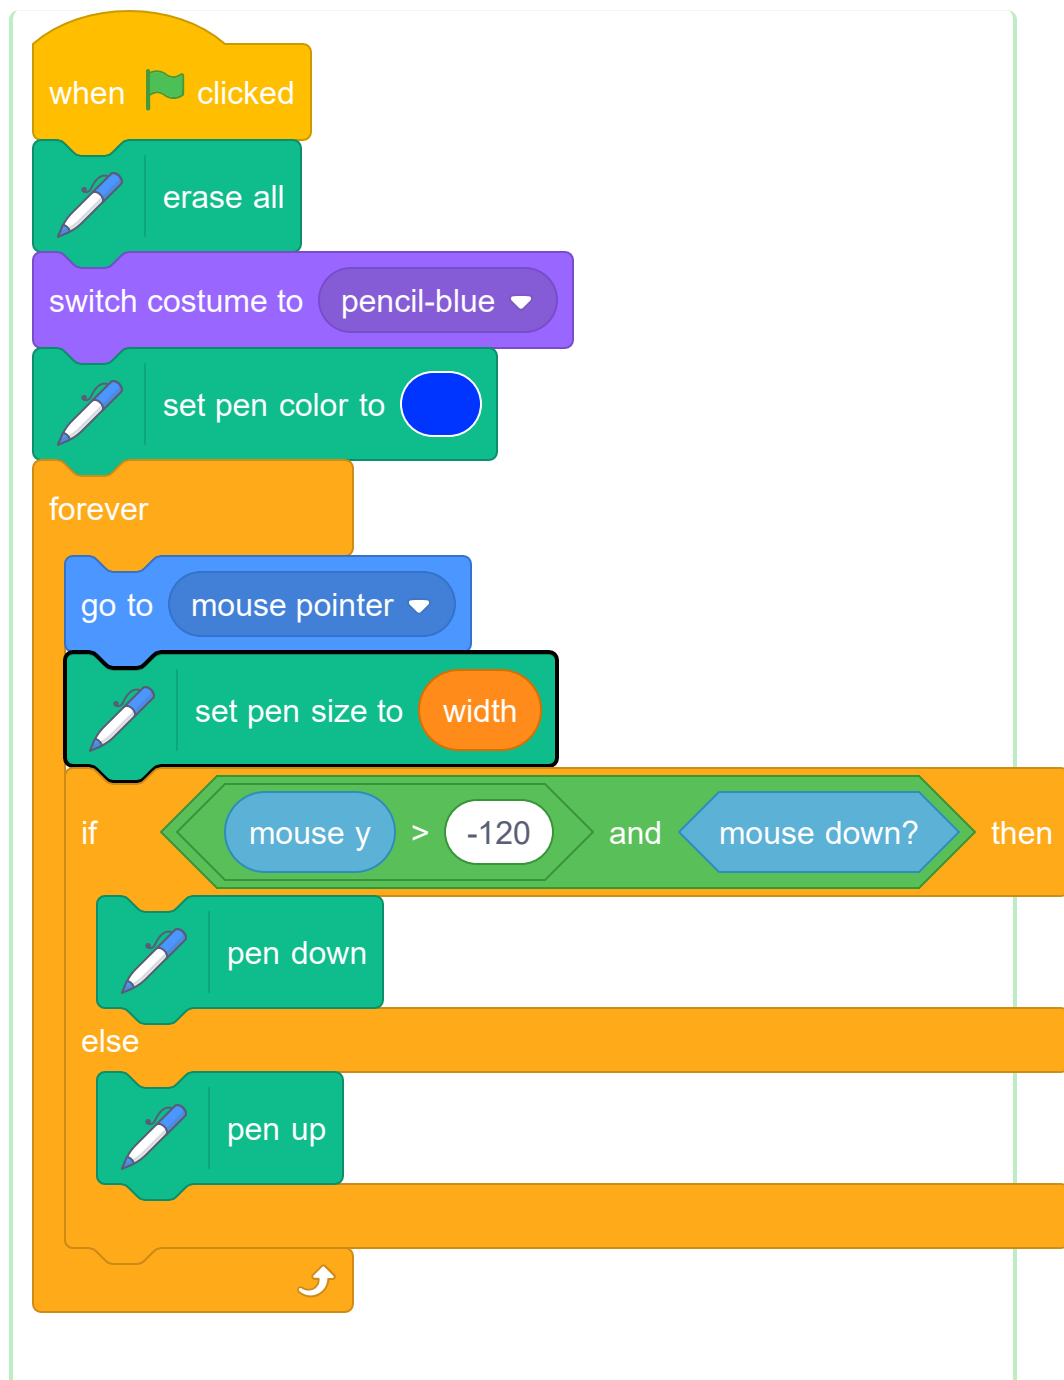 when clicked
erase all
switch costume to pencil-blue
set pen color to
forever
go to mouse pointer
set pen size to width
if mouse y > -120 and mouse down? then
pen down
else
pen up